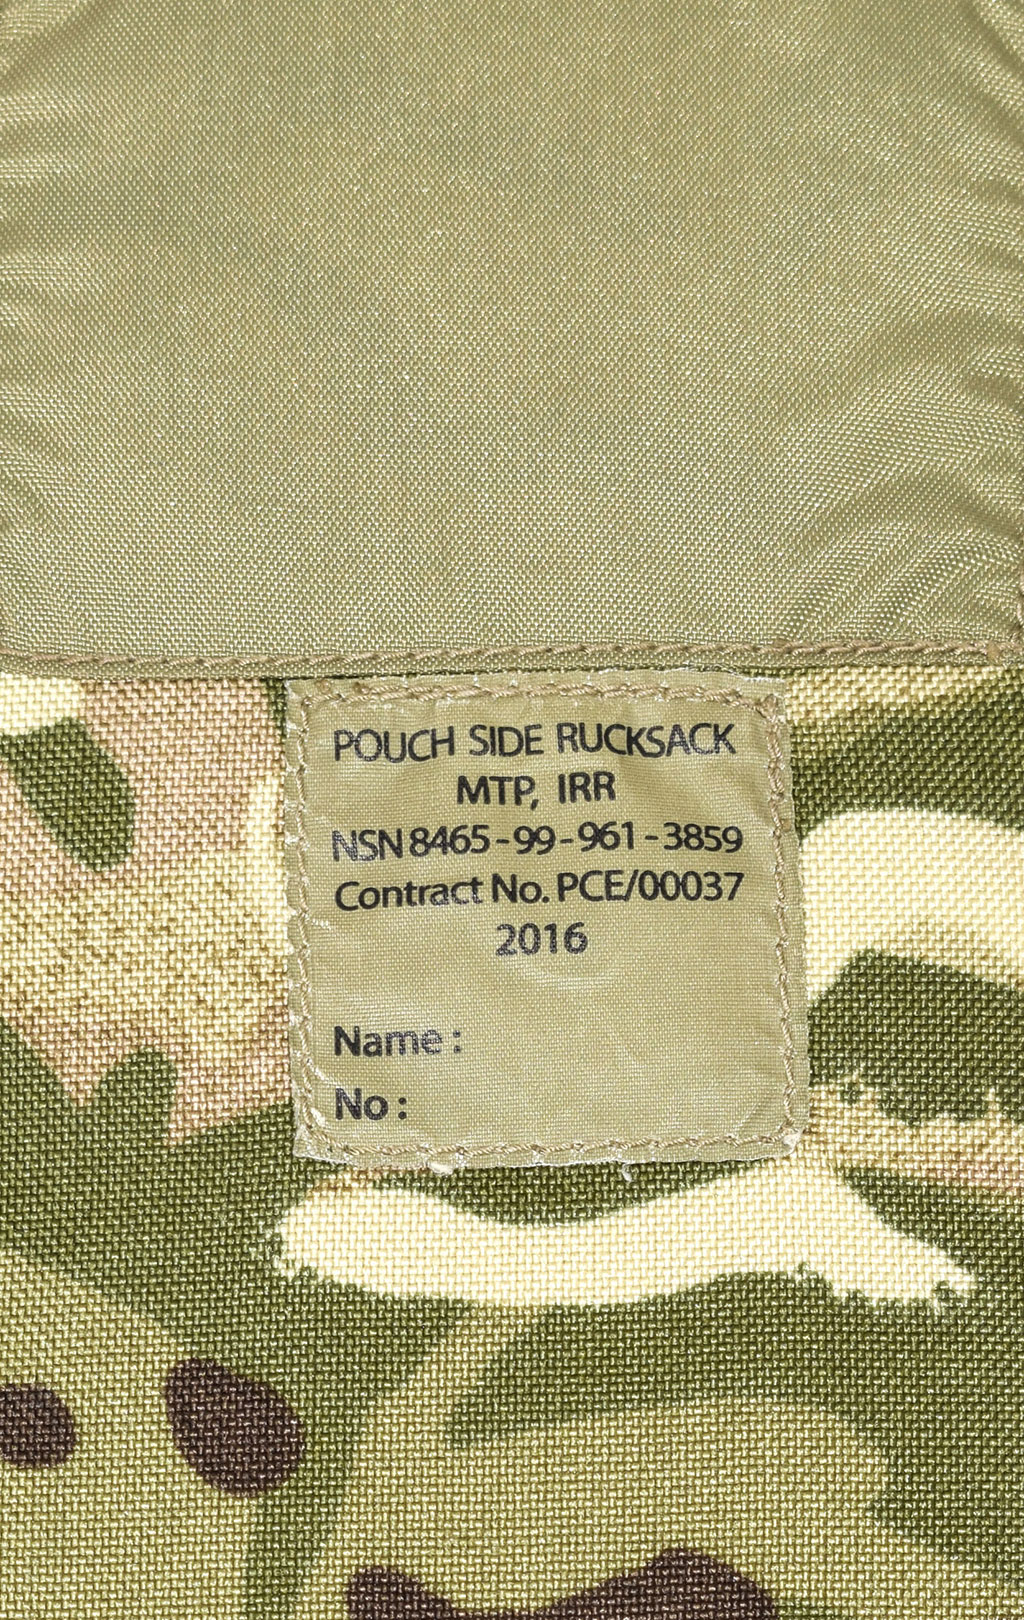 POUCH SIDE RUCKSACK
MTP, IRR
NSN 8465-99-961-3859
Contract No. PCE/00037
2016
Name :
No :